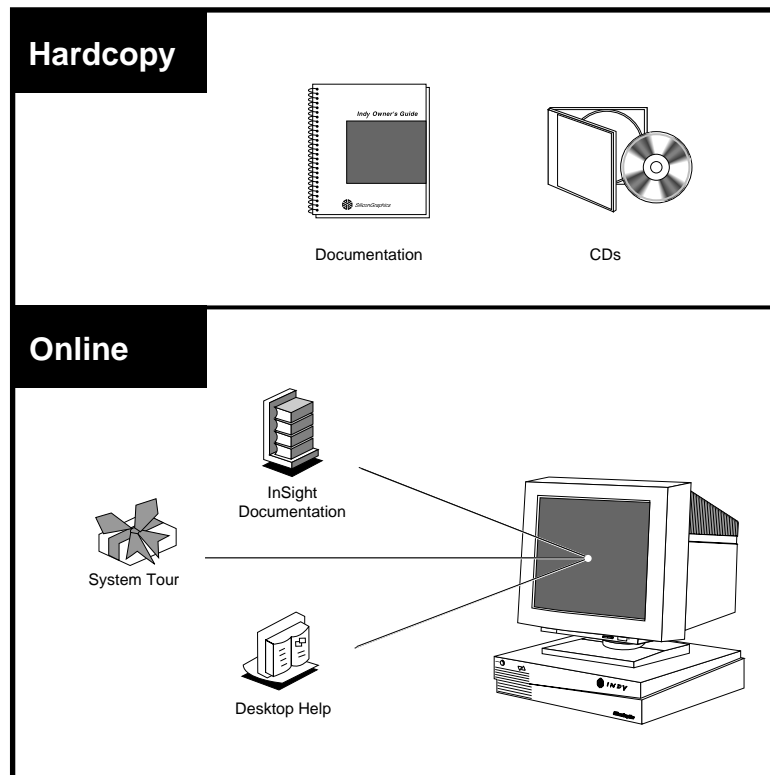 Hardcopy
Indy Owner's Guide
SiliconGraphics
Documentation
CDs
Online
InSight
Documentation
System Tour
Desktop Help
INDY